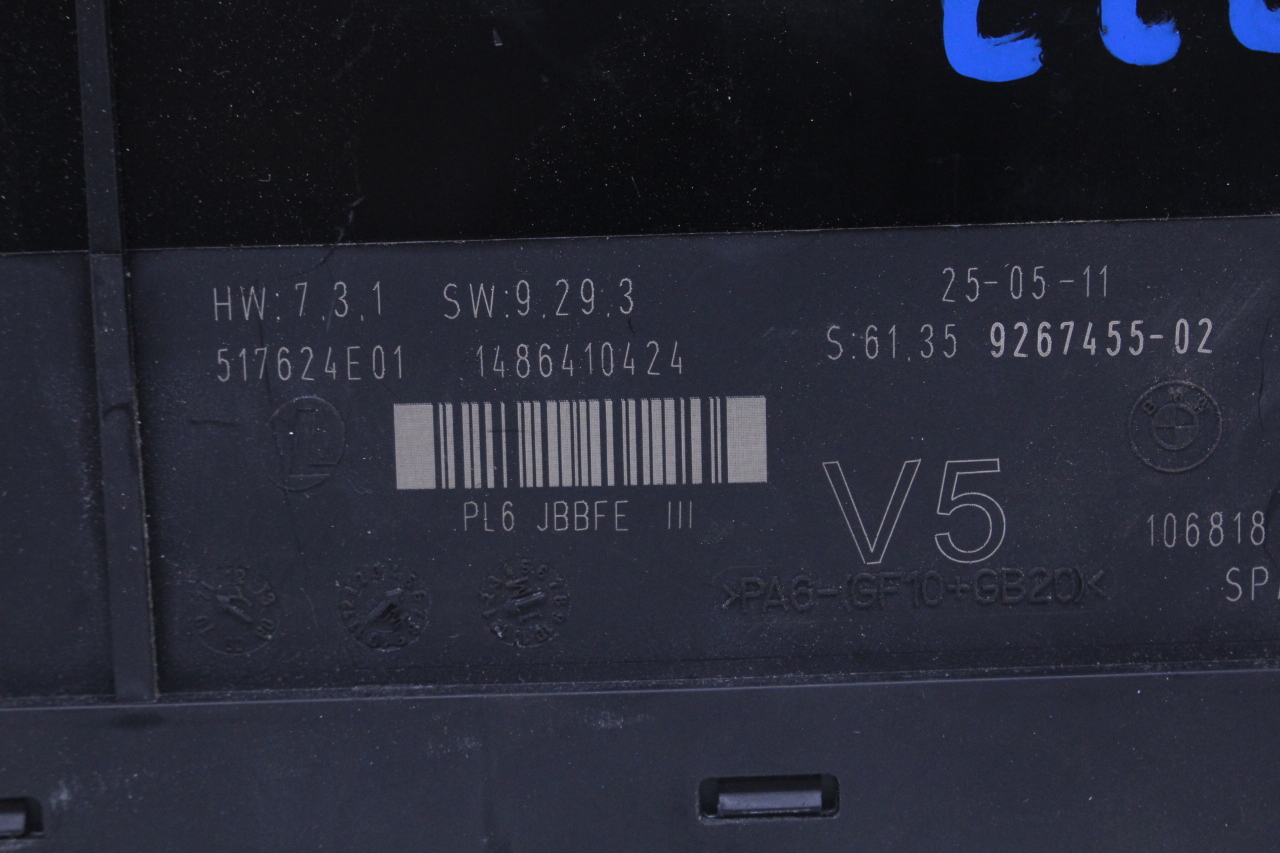 HW:7.3.1 SW:9.29.3 25-05-11
517624E01 1486410424 S:61.35 9267455-02
BMW
PL6 JBBFE III
V5
106818
>PA6-(GF10+GB20)<